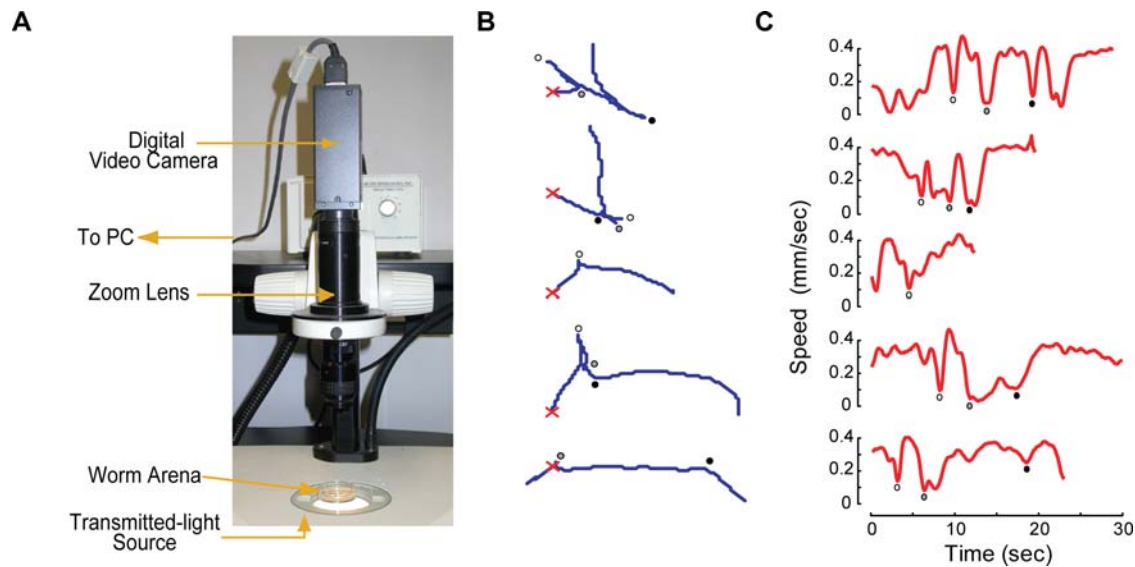 A
B
C
Digital
Video Camera
To PC
Zoom Lens
Worm Arena
Transmitted-light
Source
Speed (mm/sec)
0.4
0.2
0
0.4
0.2
0
0.4
0.2
0
0.4
0.2
0
0.4
0.2
0
0
10
20
30
Time (sec)